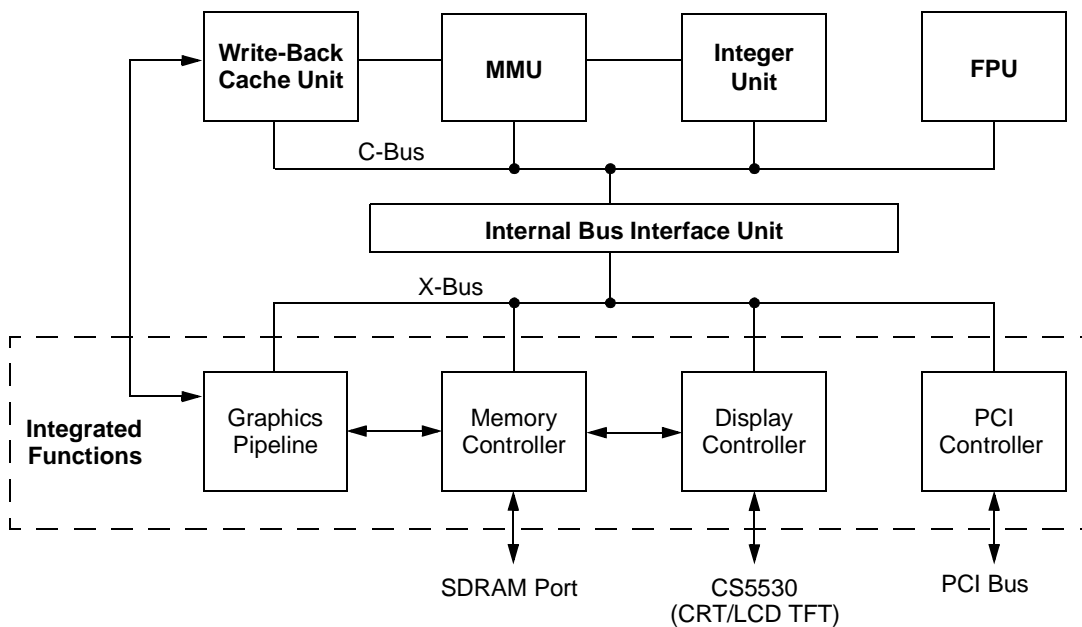 Write-Back
Cache Unit
MMU
Integer
Unit
FPU
C-Bus
Internal Bus Interface Unit
X-Bus
Integrated
Functions
Graphics
Pipeline
Memory
Controller
Display
Controller
PCI
Controller
SDRAM Port
CS5530
(CRT/LCD TFT)
PCI Bus